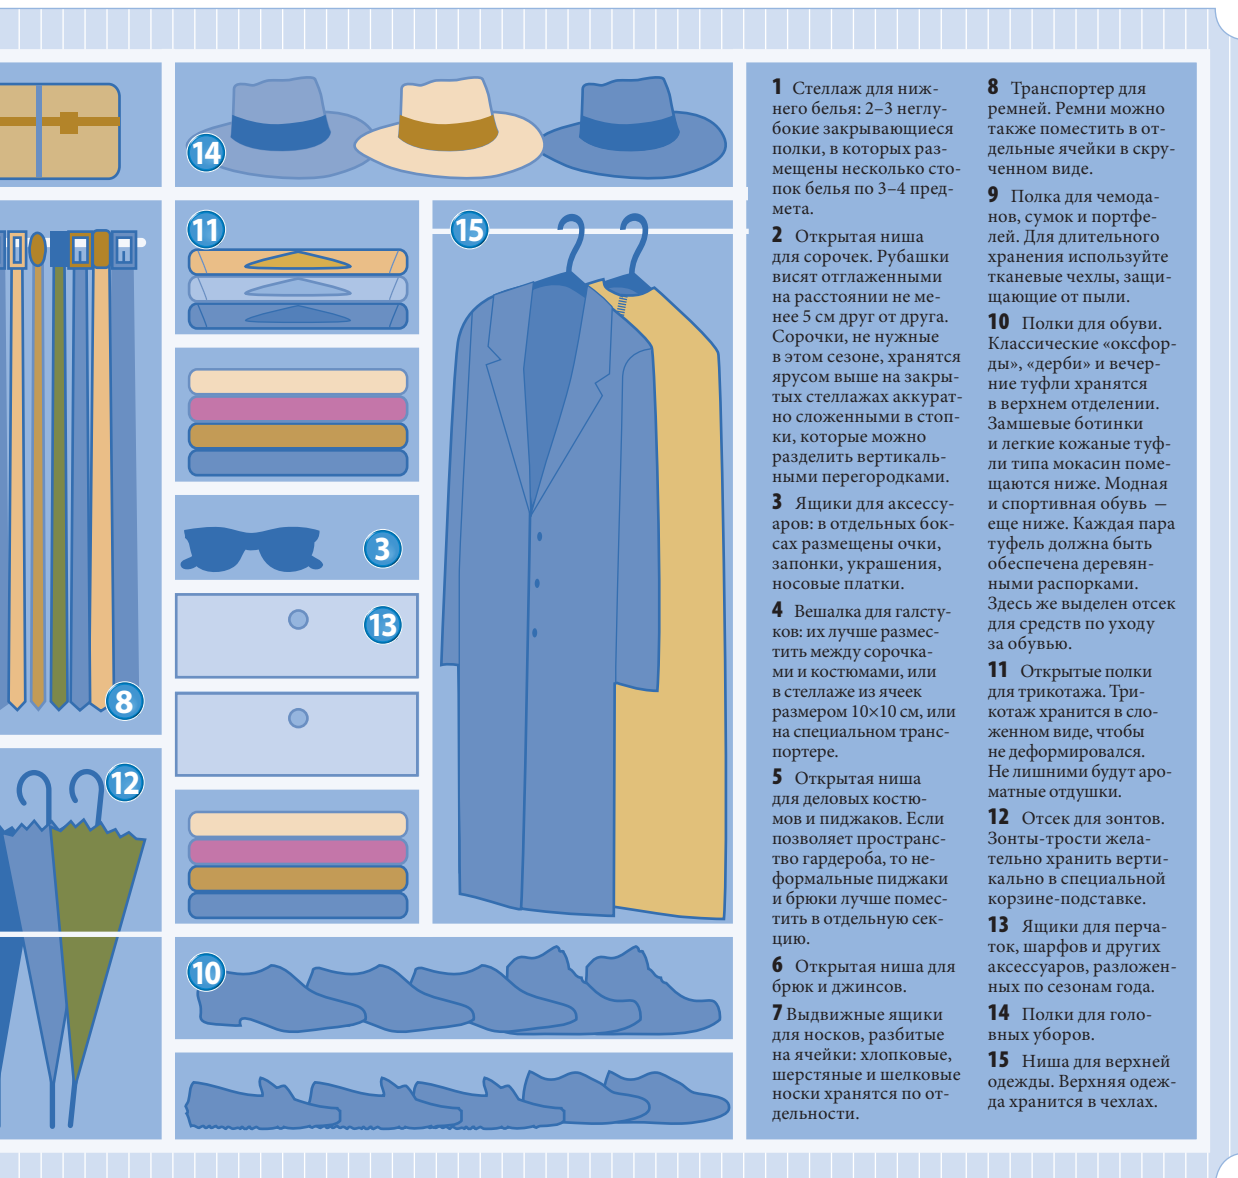 14
11
15
3
13
8
12
10
1 Стеллаж для ниж-
него белья: 2–3 неглу-
бокие закрывающиеся
полки, в которых раз-
мещены несколько сто-
пок белья по 3–4 пред-
мета.
2 Открытая ниша
для сорочек. Рубашки
висят отглаженными
на расстоянии не ме-
нее 5 см друг от друга.
Сорочки, не нужные
в этом сезоне, хранятся
ярусом выше на закры-
тых стеллажах аккурат-
но сложенными в стоп-
ки, которые можно
разделить вертикаль-
ными перегородками.
3 Ящики для аксессу-
аров: в отдельных бок-
сах размещены очки,
запонки, украшения,
носовые платки.
4 Вешалка для галсту-
ков: их лучше размес-
тить между сорочка-
ми и костюмами, или
в стеллаже из ячеек
размером 10×10 см, или
на специальном транс-
портере.
5 Открытая ниша
для деловых костю-
мов и пиджаков. Если
позволяет пространс-
тво гардероба, то не-
формальные пиджаки
и брюки лучше помес-
тить в отдельную сек-
цию.
6 Открытая ниша для
брюк и джинсов.
7 Выдвижные ящики
для носков, разбитые
на ячейки: хлопковые,
шерстяные и шелковые
носки хранятся по от-
дельности.
8 Транспортер для
ремней. Ремни можно
также поместить в от-
дельные ячейки в скру-
ченном виде.
9 Полка для чемода-
нов, сумок и портфе-
лей. Для длительного
хранения используйте
тканевые чехлы, защи-
щающие от пыли.
10 Полки для обуви.
Классические «оксфор-
ды», «дерби» и вечер-
ние туфли хранятся
в верхнем отделении.
Замшевые ботинки
и легкие кожаные туф-
ли типа мокасин поме-
щаются ниже. Модная
и спортивная обувь —
еще ниже. Каждая пара
туфель должна быть
обеспечена деревян-
ными распорками.
Здесь же выделен отсек
для средств по уходу
за обувью.
11 Открытые полки
для трикотажа. Три-
котаж хранится в сло-
женном виде, чтобы
не деформировался.
Не лишними будут аро-
матные отдушки.
12 Отсек для зонтов.
Зонты-трости жела-
тельно хранить верти-
кально в специальной
корзине-подставке.
13 Ящики для перча-
ток, шарфов и других
аксессуаров, разложен-
ных по сезонам года.
14 Полки для голо-
вных уборов.
15 Ниша для верхней
одежды. Верхняя одеж-
да хранится в чехлах.